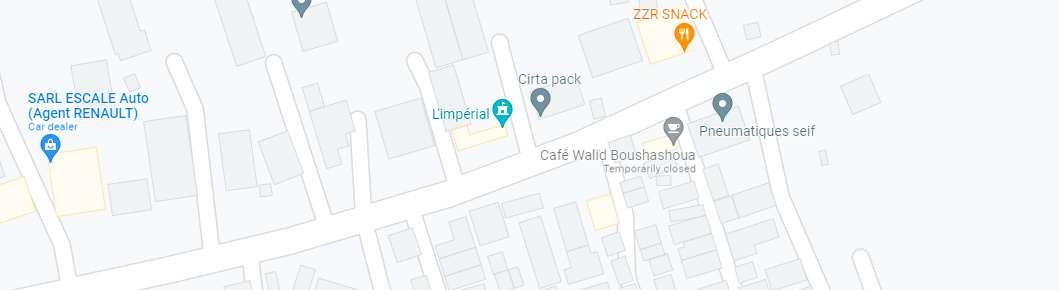 ZZR SNACK
Cirta pack
SARL ESCALE Auto
(Agent RENAULT)
Car dealer
L'impérial
Pneumatiques seif
Café Walid Boushashoua
Temporarily closed